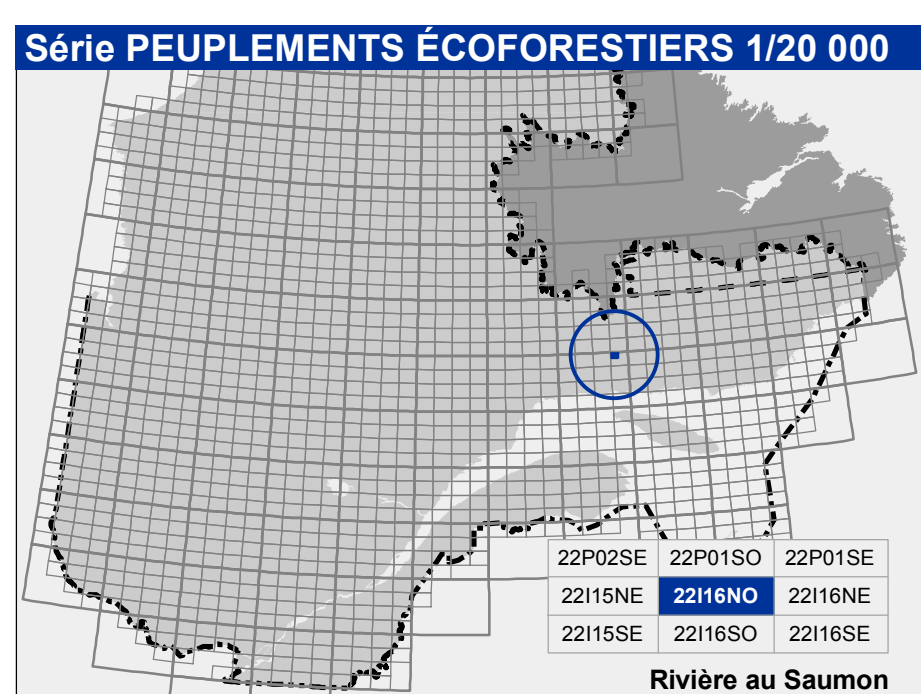 Série PEUPLEMENTS ÉCOFORESTIERS 1/20 000
22P02SE 22P01SO 22P01SE
22I15NE 22I16NO 22I16NE
22I15SE 22I16SO 22I16SE
Rivière au Saumon